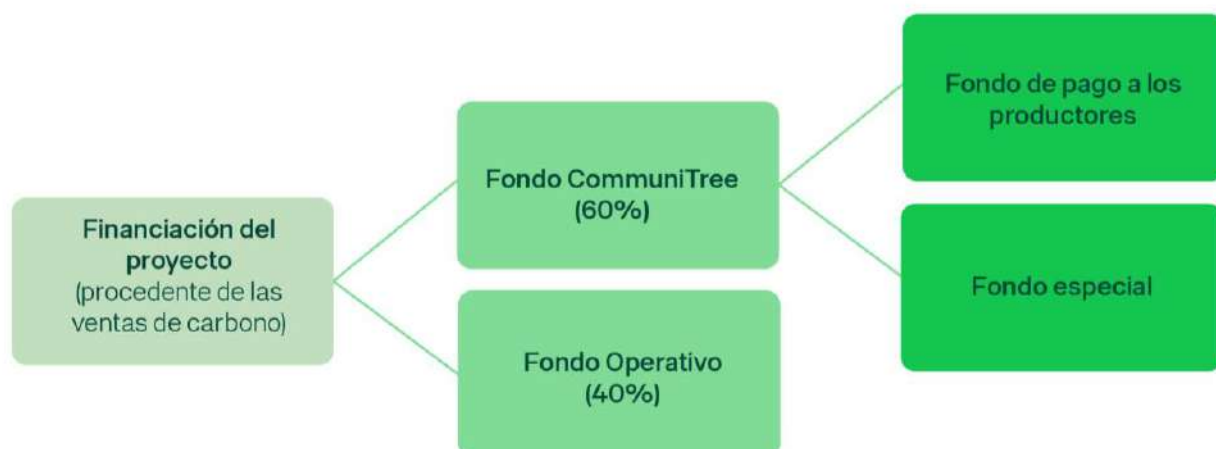 Financiación del
proyecto
(procedente de las
ventas de carbono)
Fondo CommuniTree
(60%)
Fondo Operativo
(40%)
Fondo de pago a los
productores
Fondo especial